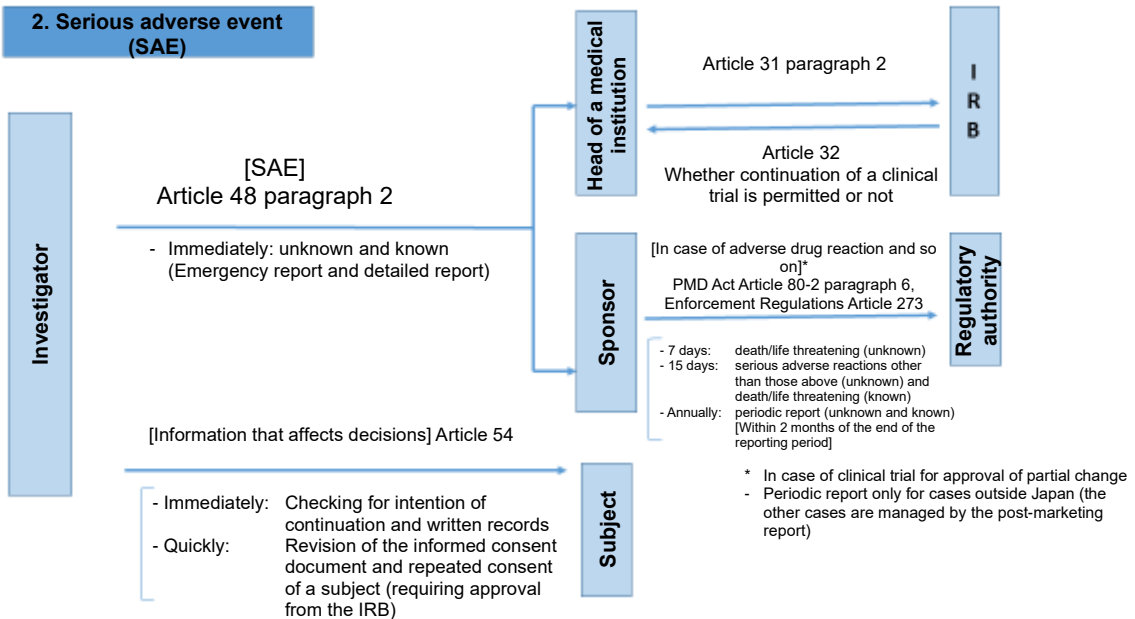 2. Serious adverse event
(SAE)
Investigator
[SAE]
Article 48 paragraph 2
- Immediately: unknown and known
(Emergency report and detailed report)
Head of a medical
institution
Article 31 paragraph 2
Article 32
Whether continuation of a clinical
trial is permitted or not
I
R
B
Sponsor
[In case of adverse drug reaction and so
on]*
PMD Act Article 80-2 paragraph 6,
Enforcement Regulations Article 273
Regulatory
authority
- 7 days: death/life threatening (unknown)
- 15 days: serious adverse reactions other
than those above (unknown) and
death/life threatening (known)
- Annually: periodic report (unknown and known)
[Within 2 months of the end of the
reporting period]
[Information that affects decisions] Article 54
- Immediately: Checking for intention of
continuation and written records
- Quickly: Revision of the informed consent
document and repeated consent
of a subject (requiring approval
from the IRB)
Subject
* In case of clinical trial for approval of partial change
- Periodic report only for cases outside Japan (the
other cases are managed by the post-marketing
report)